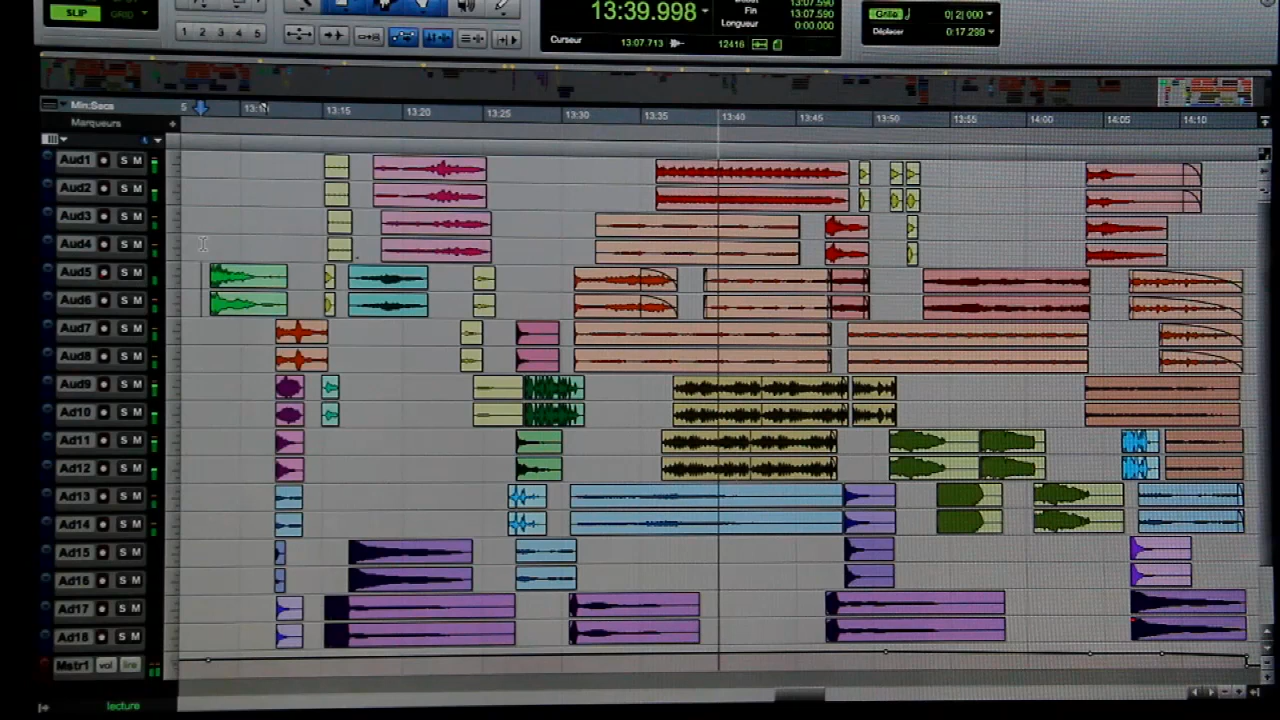 SLIP GRID
1 2 3 4 5
13:39.998
Fin
Longueur
13:07.590
13:07.590
0:00.000
Curseur 13:07.713 12416
Grille 0| 2| 000
Déplacer 0:17.299
Min:Secs
5 13:15 13:20 13:25 13:30 13:35 13:40 13:45 13:50 13:55 14:00 14:05 14:10
Marqueurs
Aud1 S M
Aud2 S M
Aud3 S M
Aud4 S M
Aud5 S M
Aud6 S M
Aud7 S M
Aud8 S M
Aud9 S M
Ad10 S M
Ad11 S M
Ad12 S M
Ad13 S M
Ad14 S M
Ad15 S M
Ad16 S M
Ad17 S M
Ad18 S M
Mstr1 vol lire
lecture